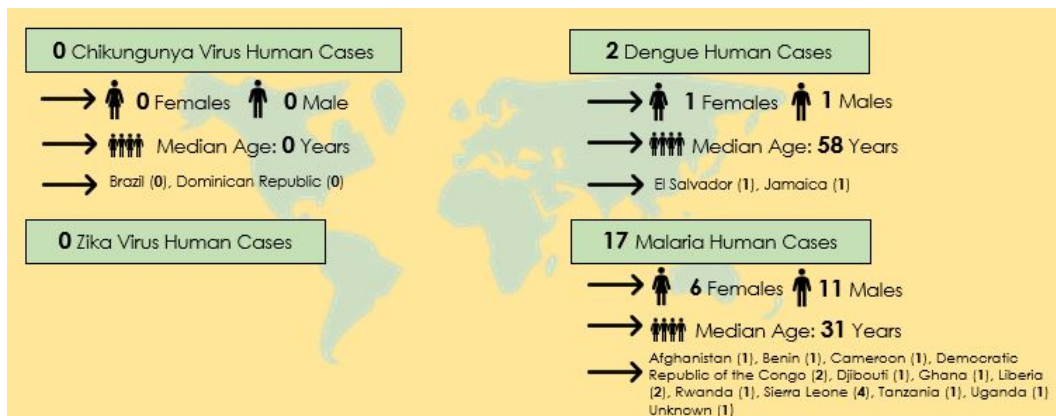 0 Chikungunya Virus Human Cases
0 Females 0 Male
Median Age: 0 Years
Brazil (0), Dominican Republic (0)
0 Zika Virus Human Cases
2 Dengue Human Cases
1 Females 1 Males
Median Age: 58 Years
El Salvador (1), Jamaica (1)
17 Malaria Human Cases
6 Females 11 Males
Median Age: 31 Years
Afghanistan (1), Benin (1), Cameroon (1), Democratic
Republic of the Congo (2), Djibouti (1), Ghana (1), Liberia
(2), Rwanda (1), Sierra Leone (4), Tanzania (1), Uganda (1)
Unknown (1)